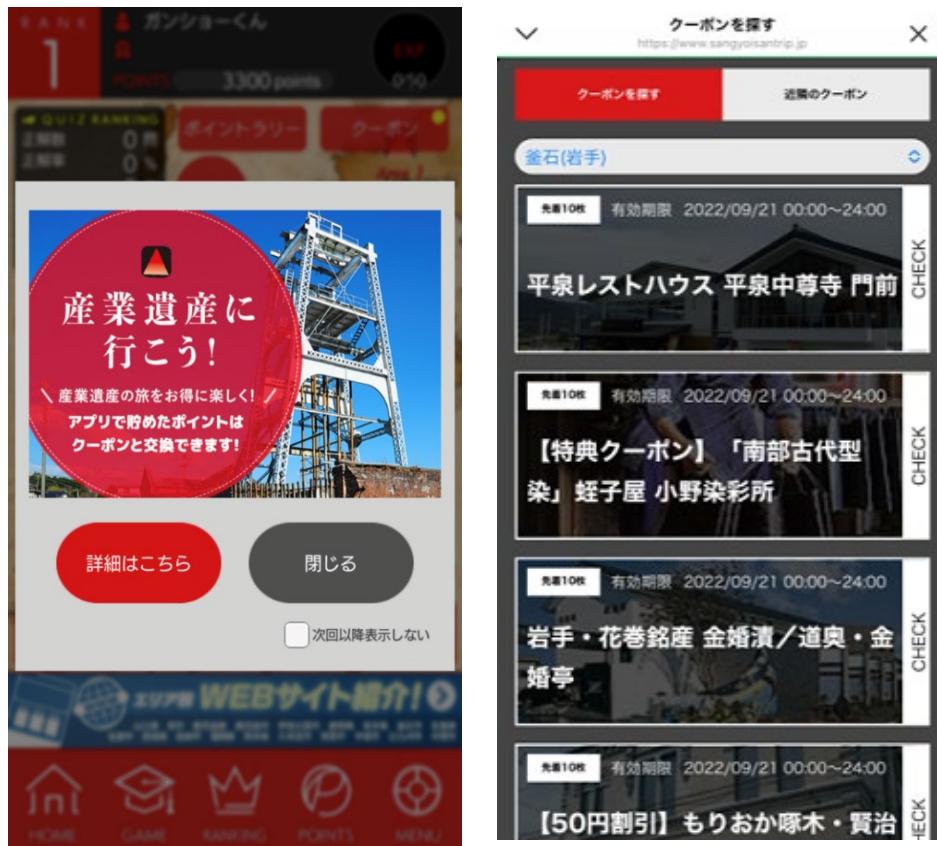 RANK
1
ガンショーくん
EXP
0/50
POINTS
3300 points
QUIZ RANKING
正解数 0 問
正解率 0 %
ポイントラリー
クーポン
産業遺産に
行こう!
\ 産業遺産の旅をお得に楽しく! /
アプリで貯めたポイントは
クーポンと交換できます!
詳細はこちら
閉じる
次回以降表示しない
エリア別 WEBサイト紹介!
HOME
GAME
RANKING
POINTS
MENU
クーポンを探す
https://www.sangyoisantrip.jp
クーポンを探す
近隣のクーポン
釜石(岩手)
先着10枚 有効期限 2022/09/21 00:00〜24:00
平泉レストハウス 平泉中尊寺 門前
CHECK
先着10枚 有効期限 2022/09/21 00:00〜24:00
【特典クーポン】「南部古代型
染」蛭子屋 小野染彩所
CHECK
先着10枚 有効期限 2022/09/21 00:00〜24:00
岩手・花巻銘産 金婚漬／道奥・金
婚亭
CHECK
先着10枚 有効期限 2022/09/21 00:00〜24:00
【50円割引】もりおか啄木・賢治